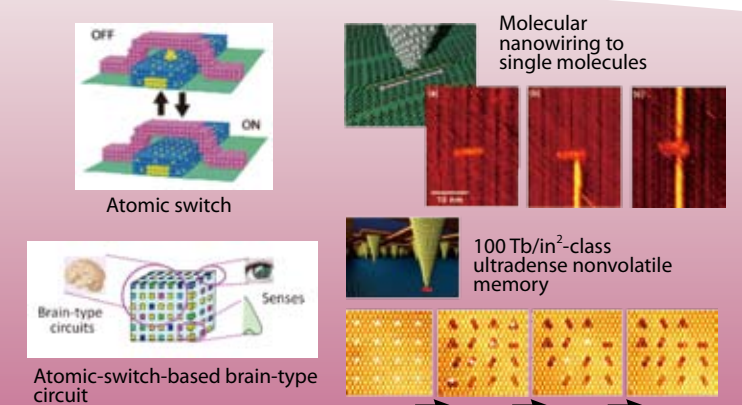 OFF
ON
Atomic switch
Brain-type
circuits
Senses
Atomic-switch-based brain-type
circuit
Molecular
nanowiring to
single molecules
(a)
(b)
(c)
10 nm
100 Tb/in²-class
ultradense nonvolatile
memory